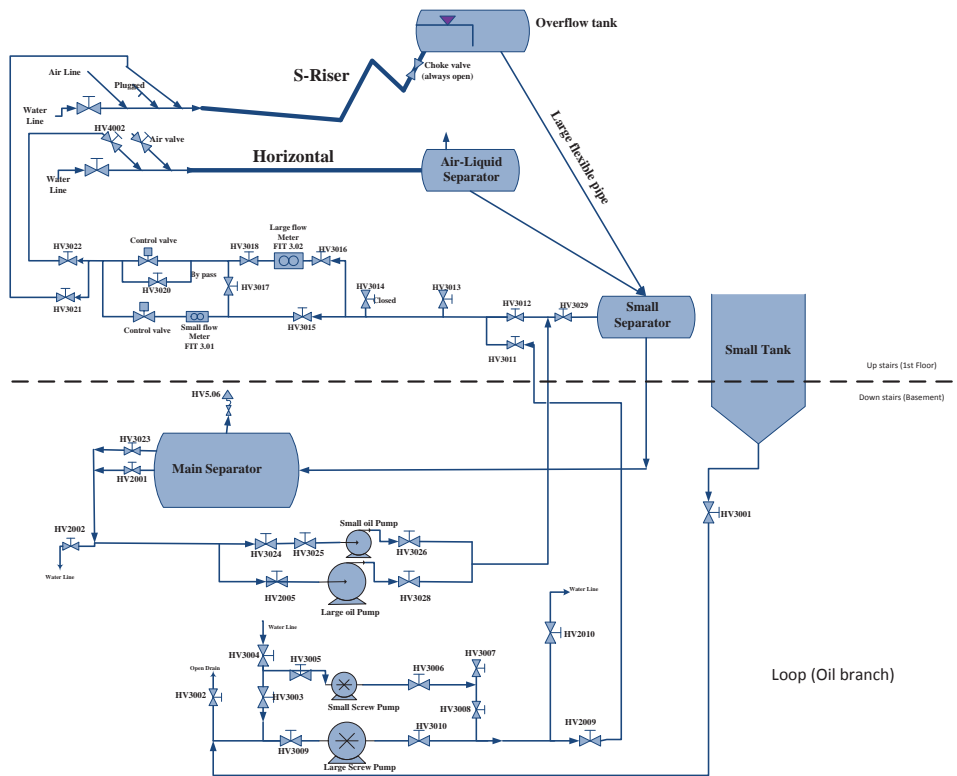 Overflow tank
Choke valve
(always open)
S-Riser
Air Line
Plugged
Water
Line
HV4002
Air valve
Large flexible pipe
Horizontal
Water
Line
Air-Liquid
Separator
Large flow
Meter
FIT 3.02
Control valve
HV3022
HV3018
HV3016
By pass
HV3020
HV3017
HV3014
Closed
HV3013
HV3012
HV3029
HV3021
Control valve
Small flow
Meter
FIT 3.01
HV3015
HV3011
Small
Separator
Small Tank
Up stairs (1st Floor)
Down stairs (Basement)
HV5.06
HV3023
Main Separator
HV2001
HV3001
HV2002
Water Line
Small oil Pump
HV3024
HV3025
HV3026
HV2005
HV3028
Large oil Pump
Water Line
Water Line
HV2010
HV3004
HV3005
HV3006
HV3007
Open Drain
HV3002
HV3003
Small Screw Pump
HV3008
HV3010
HV2009
HV3009
Large Screw Pump
Loop (Oil branch)